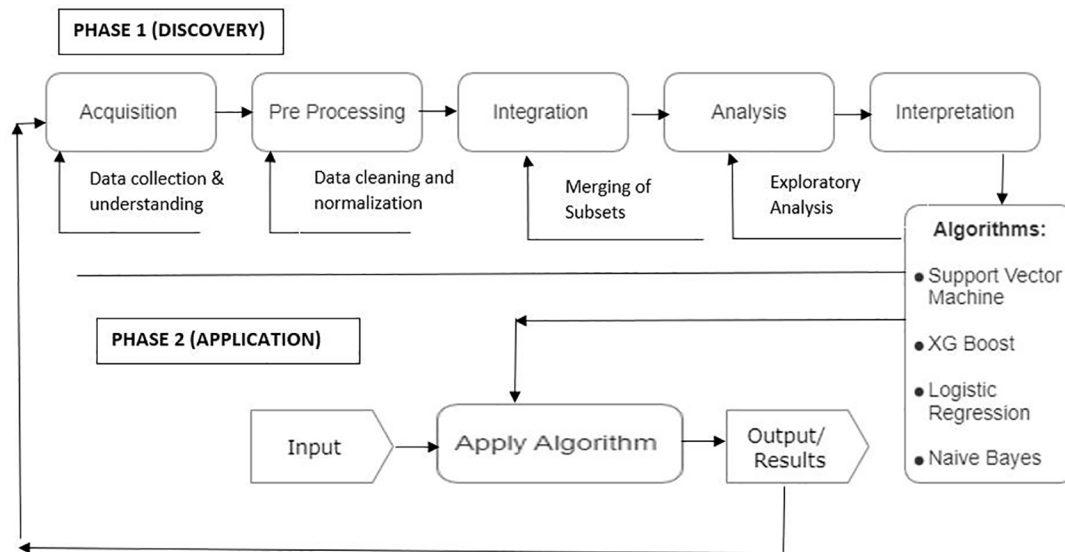 PHASE 1 (DISCOVERY)
Acquisition
Pre Processing
Integration
Analysis
Interpretation
Data collection &
understanding
Data cleaning and
normalization
Merging of
Subsets
Exploratory
Analysis
Algorithms:
Support Vector
Machine
XG Boost
Logistic
Regression
Naive Bayes
PHASE 2 (APPLICATION)
Input
Apply Algorithm
Output/
Results